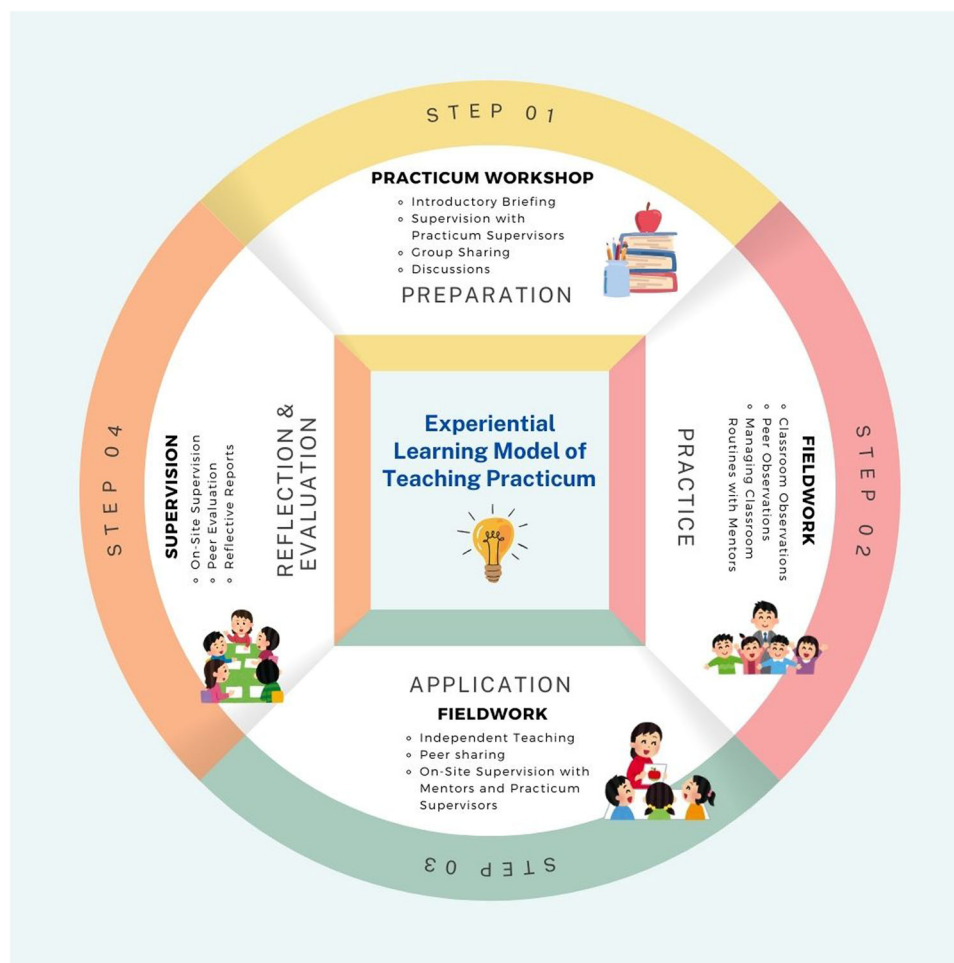 STEP 01
PRACTICUM WORKSHOP
Introductory Briefing
Supervision with
Practicum Supervisors
Group Sharing
Discussions
PREPARATION
STEP 02
FIELDWORK
Classroom Observations
Peer Observations
Managing Classroom
Routines with Mentors
PRACTICE
Experiential
Learning Model of
Teaching Practicum
APPLICATION
FIELDWORK
Independent Teaching
Peer sharing
On-Site Supervision with
Mentors and Practicum
Supervisors
STEP 03
STEP 04
SUPERVISION
On-Site Supervision
Peer Evaluation
Reflective Reports
REFLECTION &
EVALUATION